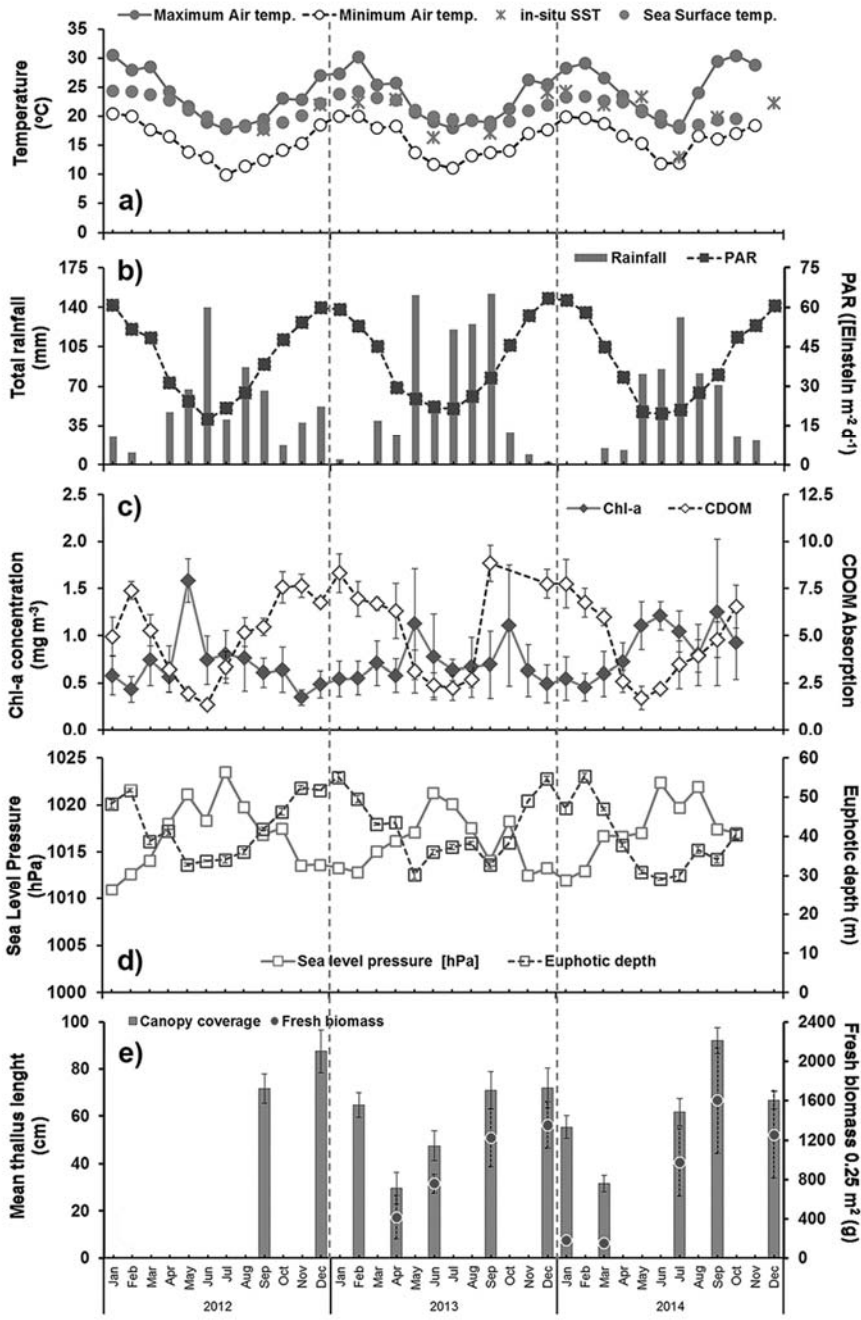 Maximum Air temp. Minimum Air temp. in-situ SST Sea Surface temp.
35
30
25
20
15
10
5
0
Temperature
(ºC)
a)
b)
Rainfall PAR
175
140
105
70
35
0
Total rainfall
(mm)
75
60
45
30
15
0
PAR ([Einstein m-2 d-1)
c)
Chl-a CDOM
2.5
2.0
1.5
1.0
0.5
0.0
Chl-a concentration
(mg m-3)
12.5
10.0
7.5
5.0
2.5
0.0
CDOM Absorption
1025
1020
1015
1010
1005
1000
Sea Level Pressure
(hPa)
60
50
40
30
20
10
0
Euphotic depth (m)
d)
Sea level pressure [hPa] Euphotic depth
e)
Canopy coverage Fresh biomass
100
80
60
40
20
0
Mean thallus lenght
(cm)
2400
2000
1600
1200
800
400
0
Fresh biomass 0.25 m² (g)
Jan Feb Mar Apr May Jun Jul Aug Sep Oct Nov Dec Jan Feb Mar Apr May Jun Jul Aug Sep Oct Nov Dec Jan Feb Mar Apr May Jun Jul Aug Sep Oct Nov Dec
2012 2013 2014